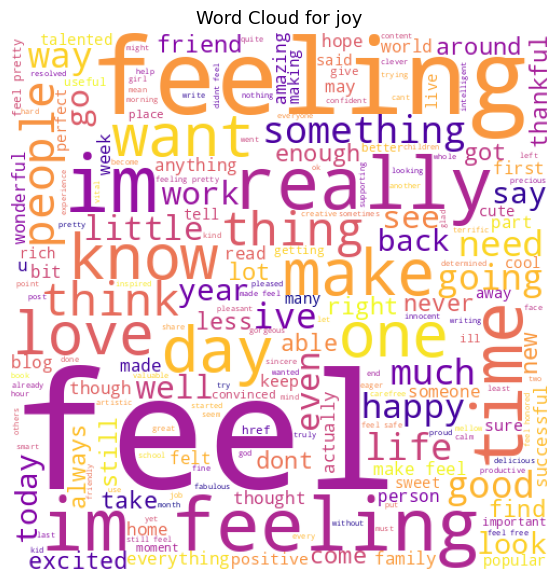 Word Cloud for joy
talented
way
friend
feeling
might
quite
help
girl
mean
morning
write
didnt feel
nothing
amazing
making
hope
said
give
may
world
content
clever
trying
cant
live
around
intelligent
thankful
feel pretty
resolved
useful
hard
go
perfect
people
place
confident
everyone
want
something
better
children
whole
left
got
first
precious
wonderful
week
become
vital
went
im
really
enough
anything
feeling pretty
work
ok
supporting
looking
another
see
cute
say
experience
pretty
little
thing
tell
creative
sometimes
glad
terrific
part
kind
back
need
rich
u
bit
know
read
lot
getting
make
determined
cool
going
point
post
inspired
think
year
pleased
made feel
many
right
innocent
never
away
writing
face
love
share
pleasant
gorgeous
less
ive
one
ill
time
blog
done
day
able
end
new
made
though
valuable
well
convinced
keep
sincere
wanted
mind
even
much
someone
eager
carefree
least
two
already
hour
book
artistic
try
started
seem
href
actually
truly
happy
feel safe
proud
calm
sure
mellow
feel honored
successful
others
smart
always
still
great
school
felt
fine
god
dont
life
delicious
productive
feel
make feel
today
friendly
job
month
fabulous
take
thought
sweet
person
put
must
good
find
im feeling
last
yet
still feel
home
without
every
important
feel free
look
kid
excited
moment
everything
positive
come
family
popular